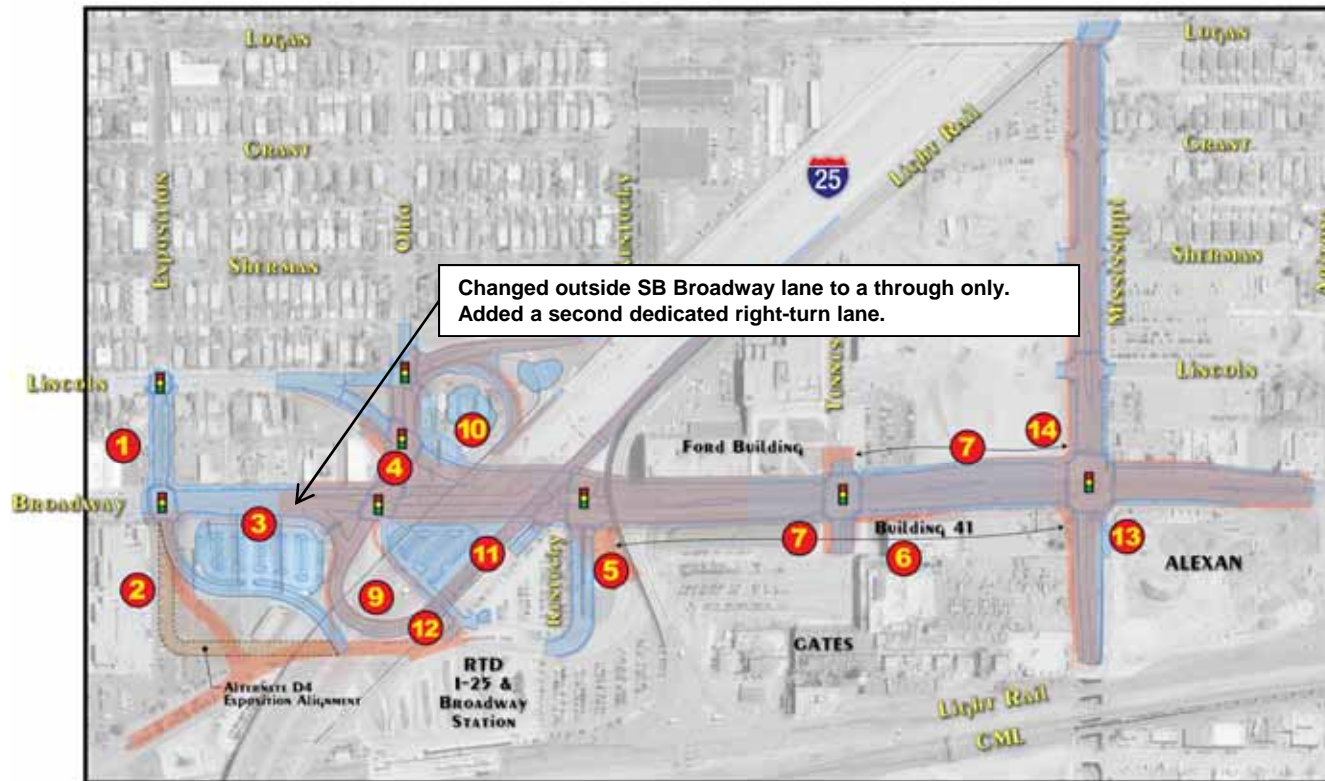 LOGAN
LOGAN
GRANT
GRANT
Light Rail
25
Exposition
Ohio
Mississippi
SHERMAN
SHERMAN
Changed outside SB Broadway lane to a through only.
Added a second dedicated right-turn lane.
LINCOLN
LINCOLN
1
10
4
Ford Building
7
14
BROADWAY
3
7
Building 41
13
11
5
6
ALEXAN
2
9
Kentucky
12
GATES
RTD
I-25 &
BROADWAY
STATION
ALTERNATE D4
EXPOSITION ALIGNMENT
Light Rail
CML